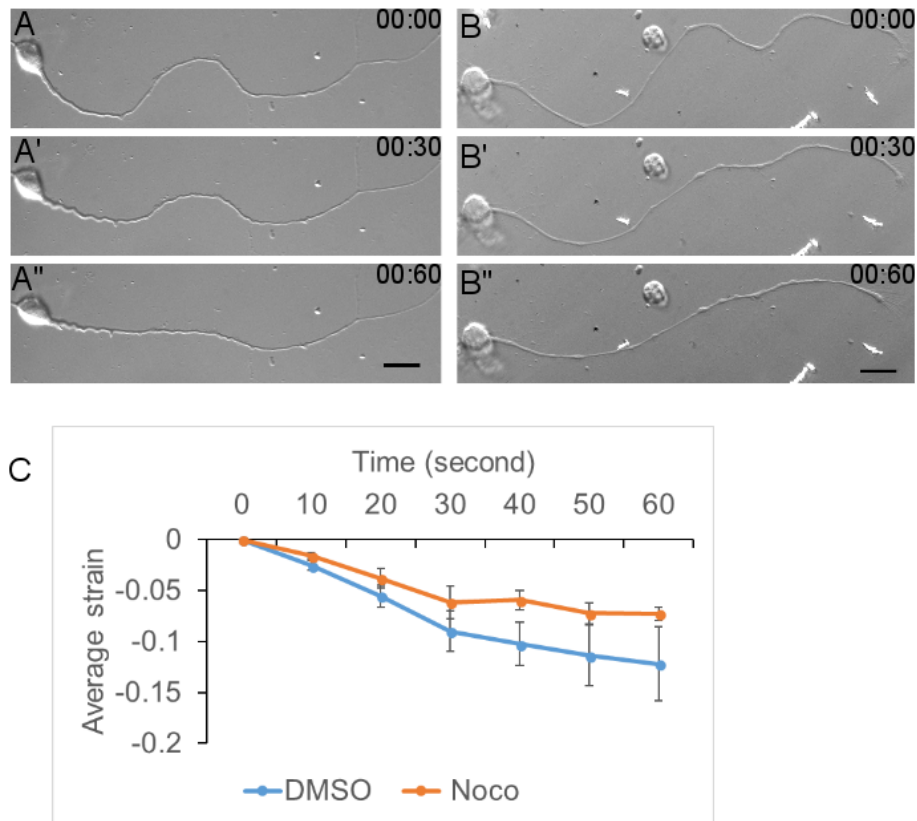 A 00:00
B 00:00
A' 00:30
B' 00:30
A" 00:60
B" 00:60
C
Time (second)
0 10 20 30 40 50 60
Average strain
0
-0.05
-0.1
-0.15
-0.2
DMSO Noco